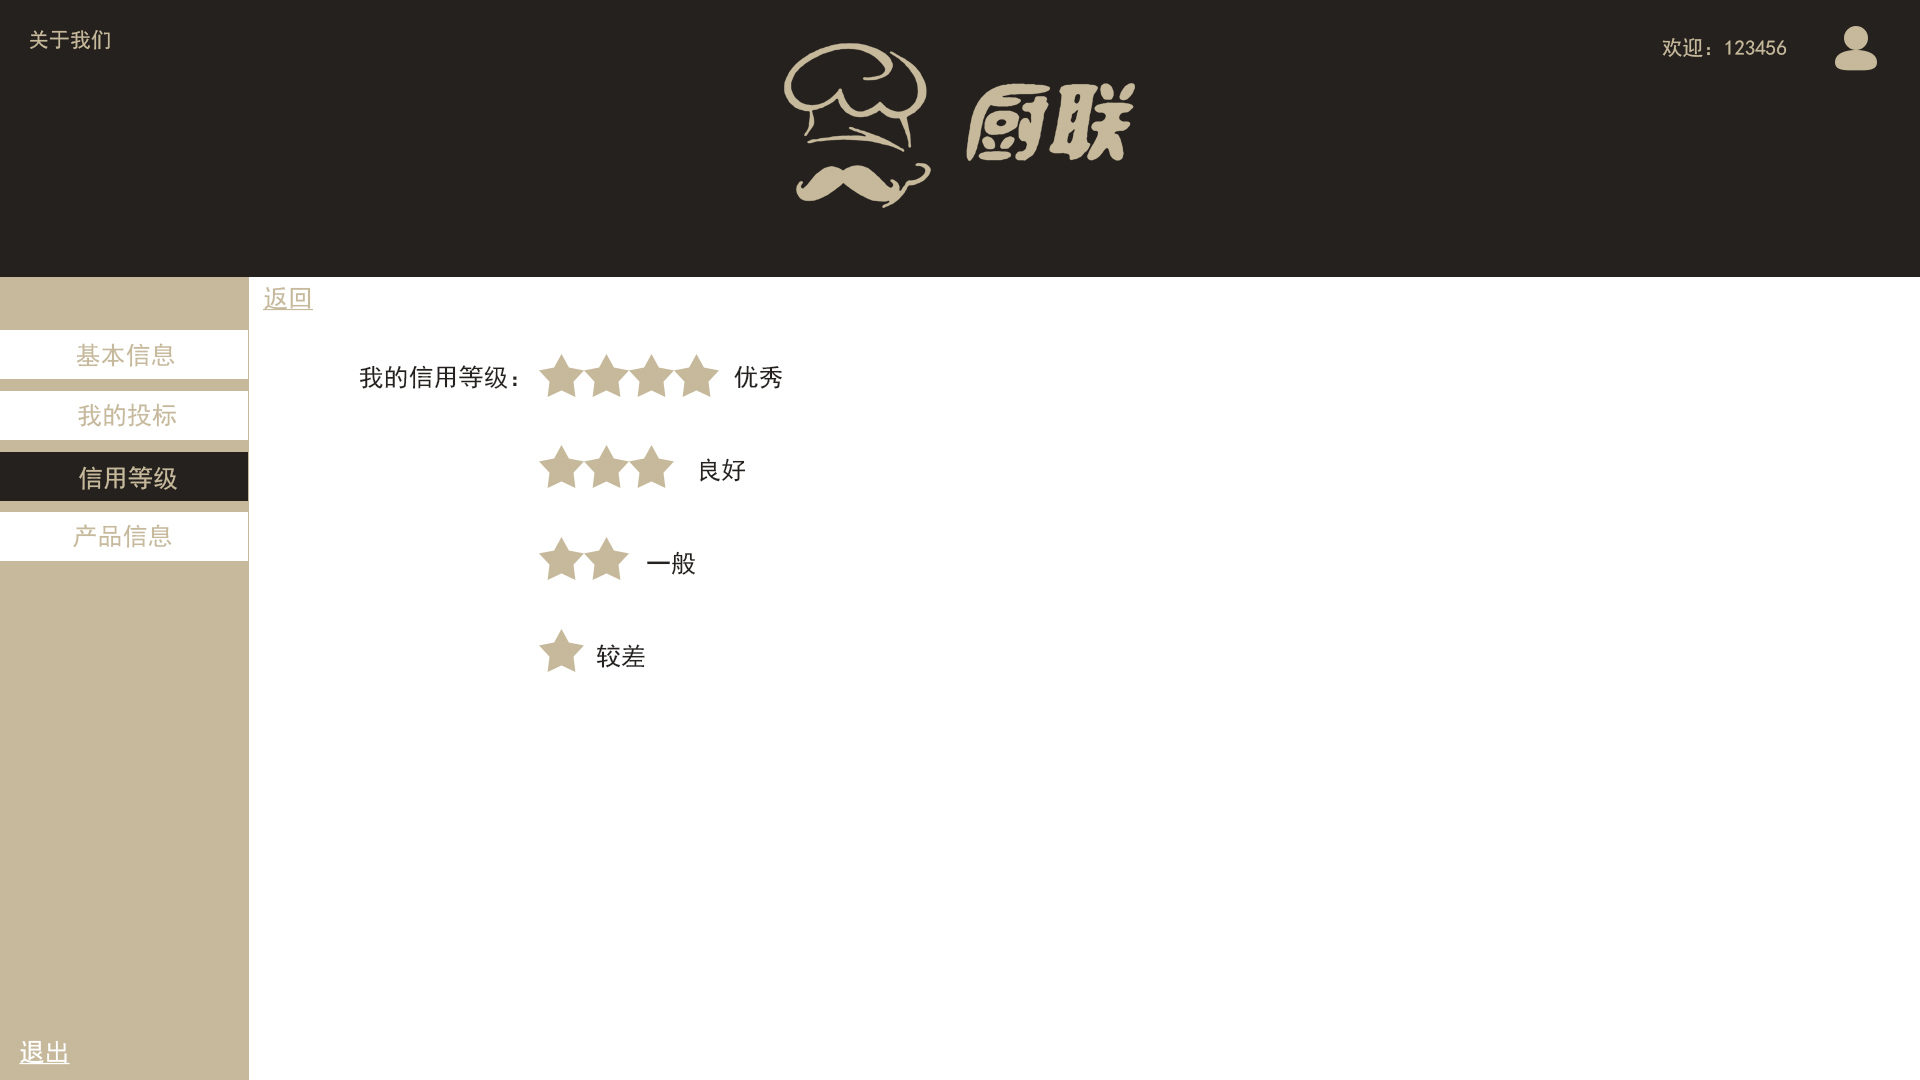 关于我们
厨联
欢迎：123456
返回
基本信息
我的投标
信用等级
产品信息
我的信用等级：
优秀
良好
一般
较差
退出